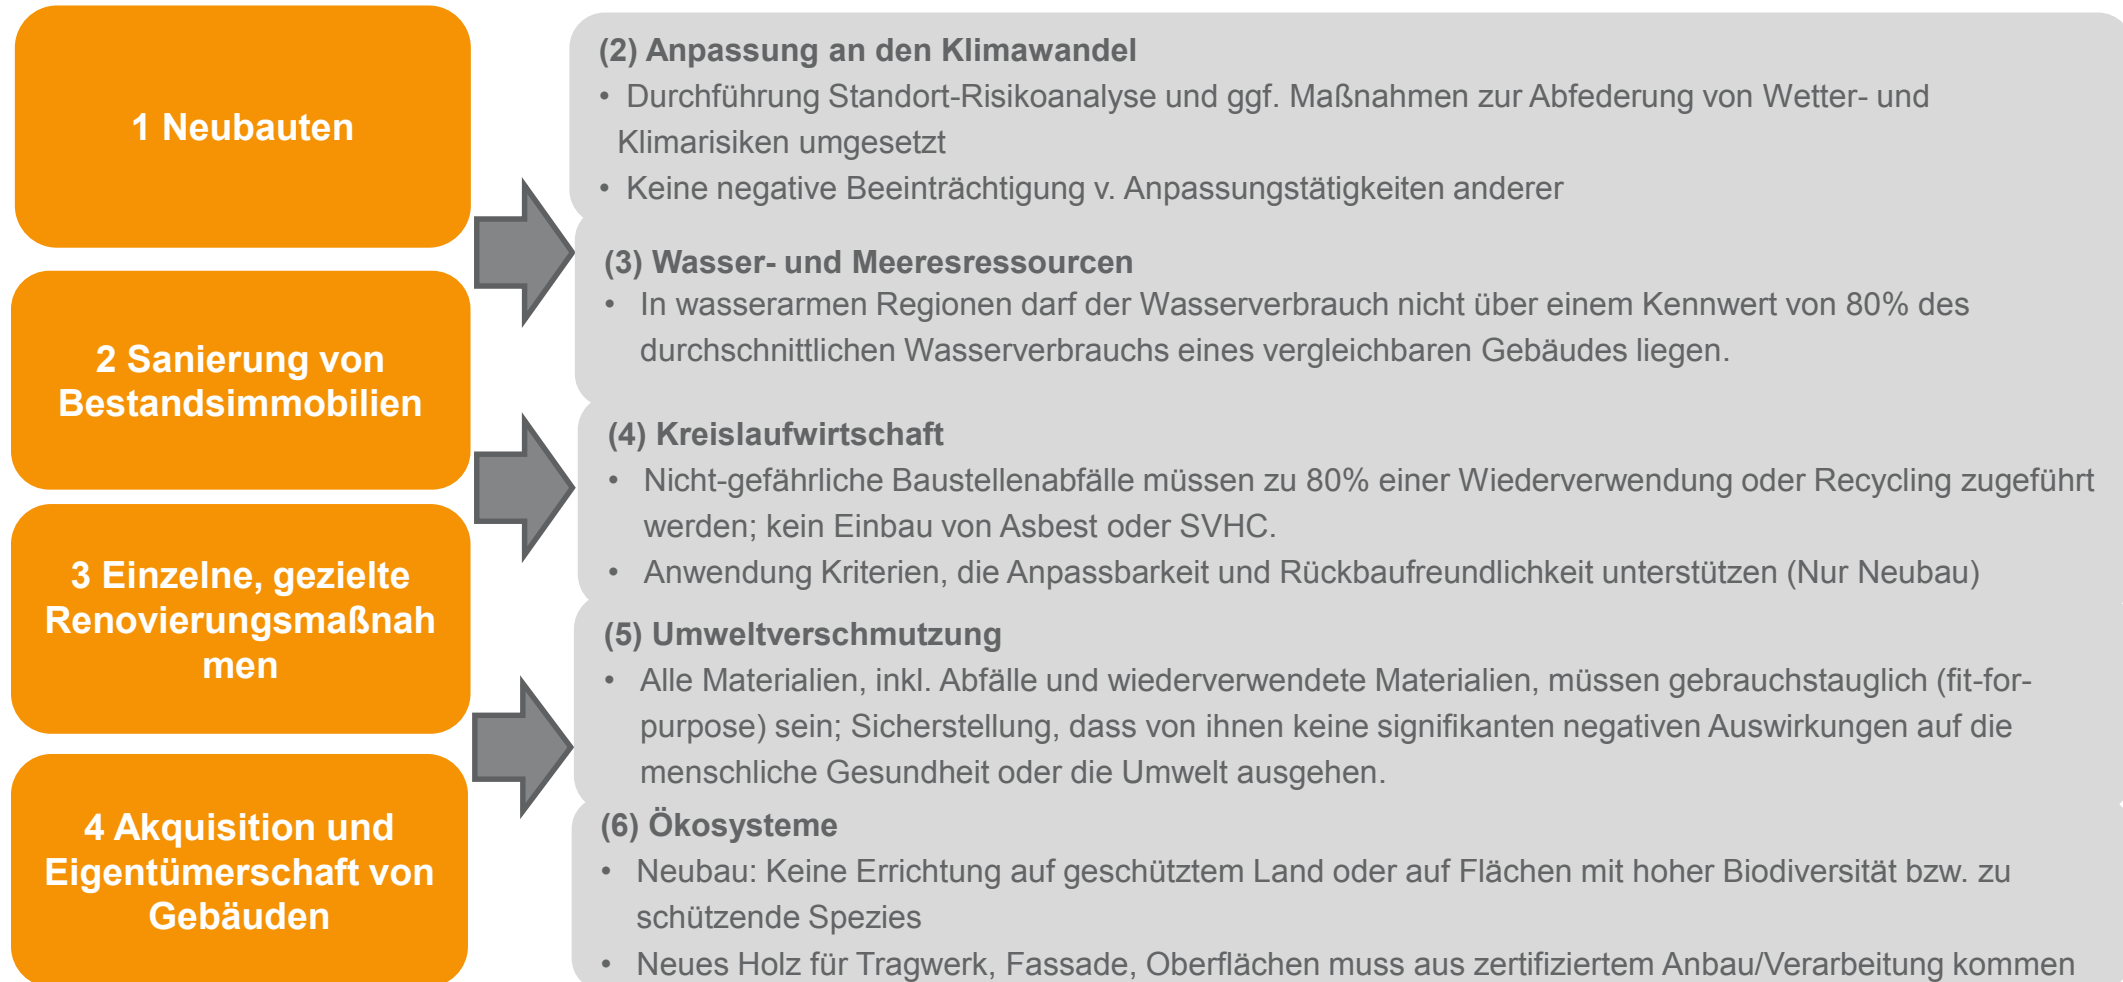 1 Neubauten
2 Sanierung von
Bestandsimmobilien
3 Einzelne, gezielte
Renovierungsmaßnah
men
4 Akquisition und
Eigentümerschaft von
Gebäuden
(2) Anpassung an den Klimawandel
• Durchführung Standort-Risikoanalyse und ggf. Maßnahmen zur Abfederung von Wetter- und
Klimarisiken umgesetzt
• Keine negative Beeinträchtigung v. Anpassungstätigkeiten anderer
(3) Wasser- und Meeresressourcen
• In wasserarmen Regionen darf der Wasserverbrauch nicht über einem Kennwert von 80% des
durchschnittlichen Wasserverbrauchs eines vergleichbaren Gebäudes liegen.
(4) Kreislaufwirtschaft
• Nicht-gefährliche Baustellenabfälle müssen zu 80% einer Wiederverwendung oder Recycling zugeführt
werden; kein Einbau von Asbest oder SVHC.
• Anwendung Kriterien, die Anpassbarkeit und Rückbaufreundlichkeit unterstützen (Nur Neubau)
(5) Umweltverschmutzung
• Alle Materialien, inkl. Abfälle und wiederverwendete Materialien, müssen gebrauchstauglich (fit-for-
purpose) sein; Sicherstellung, dass von ihnen keine signifikanten negativen Auswirkungen auf die
menschliche Gesundheit oder die Umwelt ausgehen.
(6) Ökosysteme
• Neubau: Keine Errichtung auf geschütztem Land oder auf Flächen mit hoher Biodiversität bzw. zu
schützende Spezies
• Neues Holz für Tragwerk, Fassade, Oberflächen muss aus zertifiziertem Anbau/Verarbeitung kommen